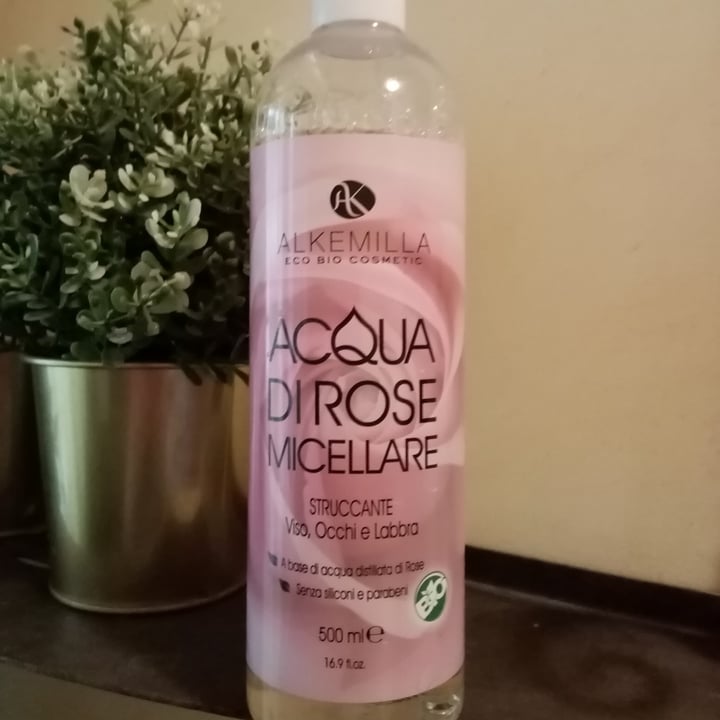 AK
ALKEMILLA
ECO BIO COSMETIC
ACQUA
DI ROSE
MICELLARE
STRUCCANTE
Viso, Occhi e Labbra
A base di acqua distillata di Rose
Senza siliconi e parabeni
BIO
500 ml e
16.9 fl.oz.